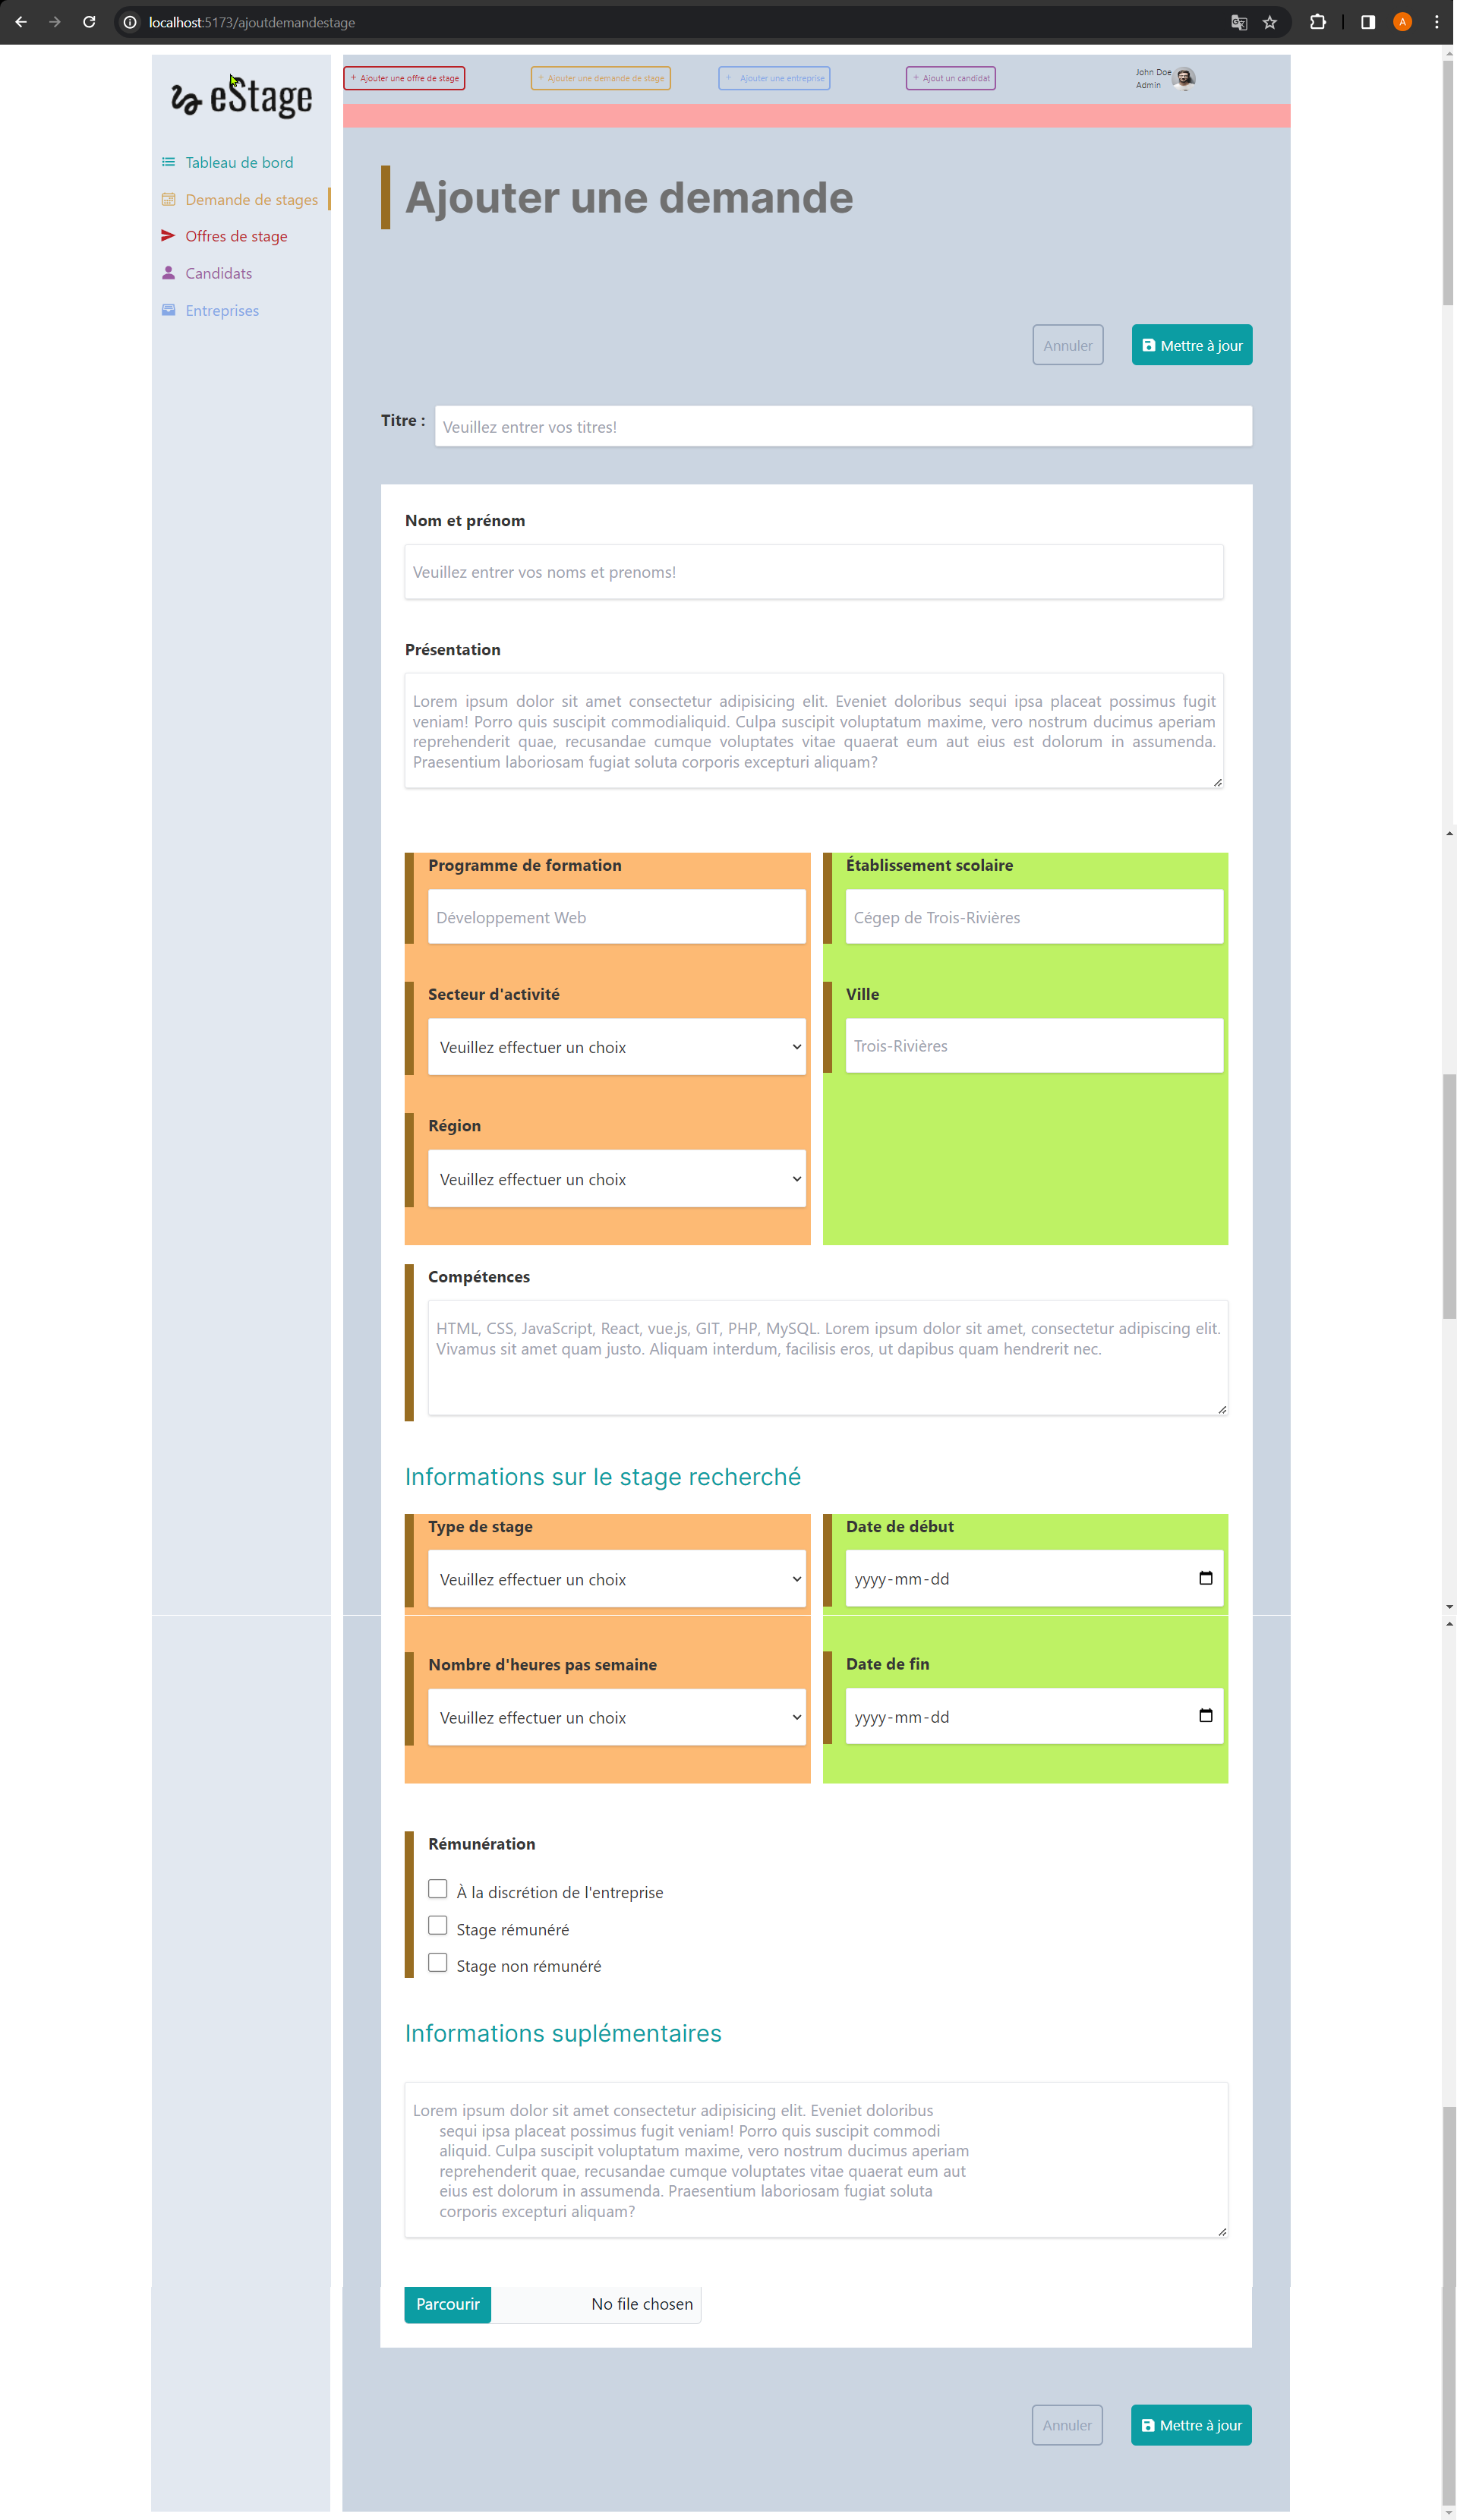 localhost:5173/ajoutdemandestage
A
eStage
Tableau de bord
Demande de stages
Offres de stage
Candidats
Entreprises
+ Ajouter une offre de stage
+ Ajouter une demande de stage
+ Ajouter une entreprise
+ Ajout un candidat
John Doe
Admin
Ajouter une demande
Annuler
Mettre à jour
Titre :
Veuillez entrer vos titres!
Nom et prénom
Veuillez entrer vos noms et prenoms!
Présentation
Lorem ipsum dolor sit amet consectetur adipisicing elit. Eveniet doloribus sequi ipsa placeat possimus fugit
veniam! Porro quis suscipit commodialiquid. Culpa suscipit voluptatum maxime, vero nostrum ducimus aperiam
reprehenderit quae, recusandae cumque voluptates vitae quaerat eum aut eius est dolorum in assumenda.
Praesentium laboriosam fugiat soluta corporis excepturi aliquam?
Programme de formation
Développement Web
Établissement scolaire
Cégep de Trois-Rivières
Secteur d'activité
Veuillez effectuer un choix
Ville
Trois-Rivières
Région
Veuillez effectuer un choix
Compétences
HTML, CSS, JavaScript, React, vue.js, GIT, PHP, MySQL. Lorem ipsum dolor sit amet, consectetur adipiscing elit.
Vivamus sit amet quam justo. Aliquam interdum, facilisis eros, ut dapibus quam hendrerit nec.
Informations sur le stage recherché
Type de stage
Veuillez effectuer un choix
Date de début
yyyy-mm-dd
Nombre d'heures pas semaine
Veuillez effectuer un choix
Date de fin
yyyy-mm-dd
Rémunération
À la discrétion de l'entreprise
Stage rémunéré
Stage non rémunéré
Informations suplémentaires
Lorem ipsum dolor sit amet consectetur adipisicing elit. Eveniet doloribus
sequi ipsa placeat possimus fugit veniam! Porro quis suscipit commodi
aliquid. Culpa suscipit voluptatum maxime, vero nostrum ducimus aperiam
reprehenderit quae, recusandae cumque voluptates vitae quaerat eum aut
eius est dolorum in assumenda. Praesentium laboriosam fugiat soluta
corporis excepturi aliquam?
Parcourir
No file chosen
Annuler
Mettre à jour